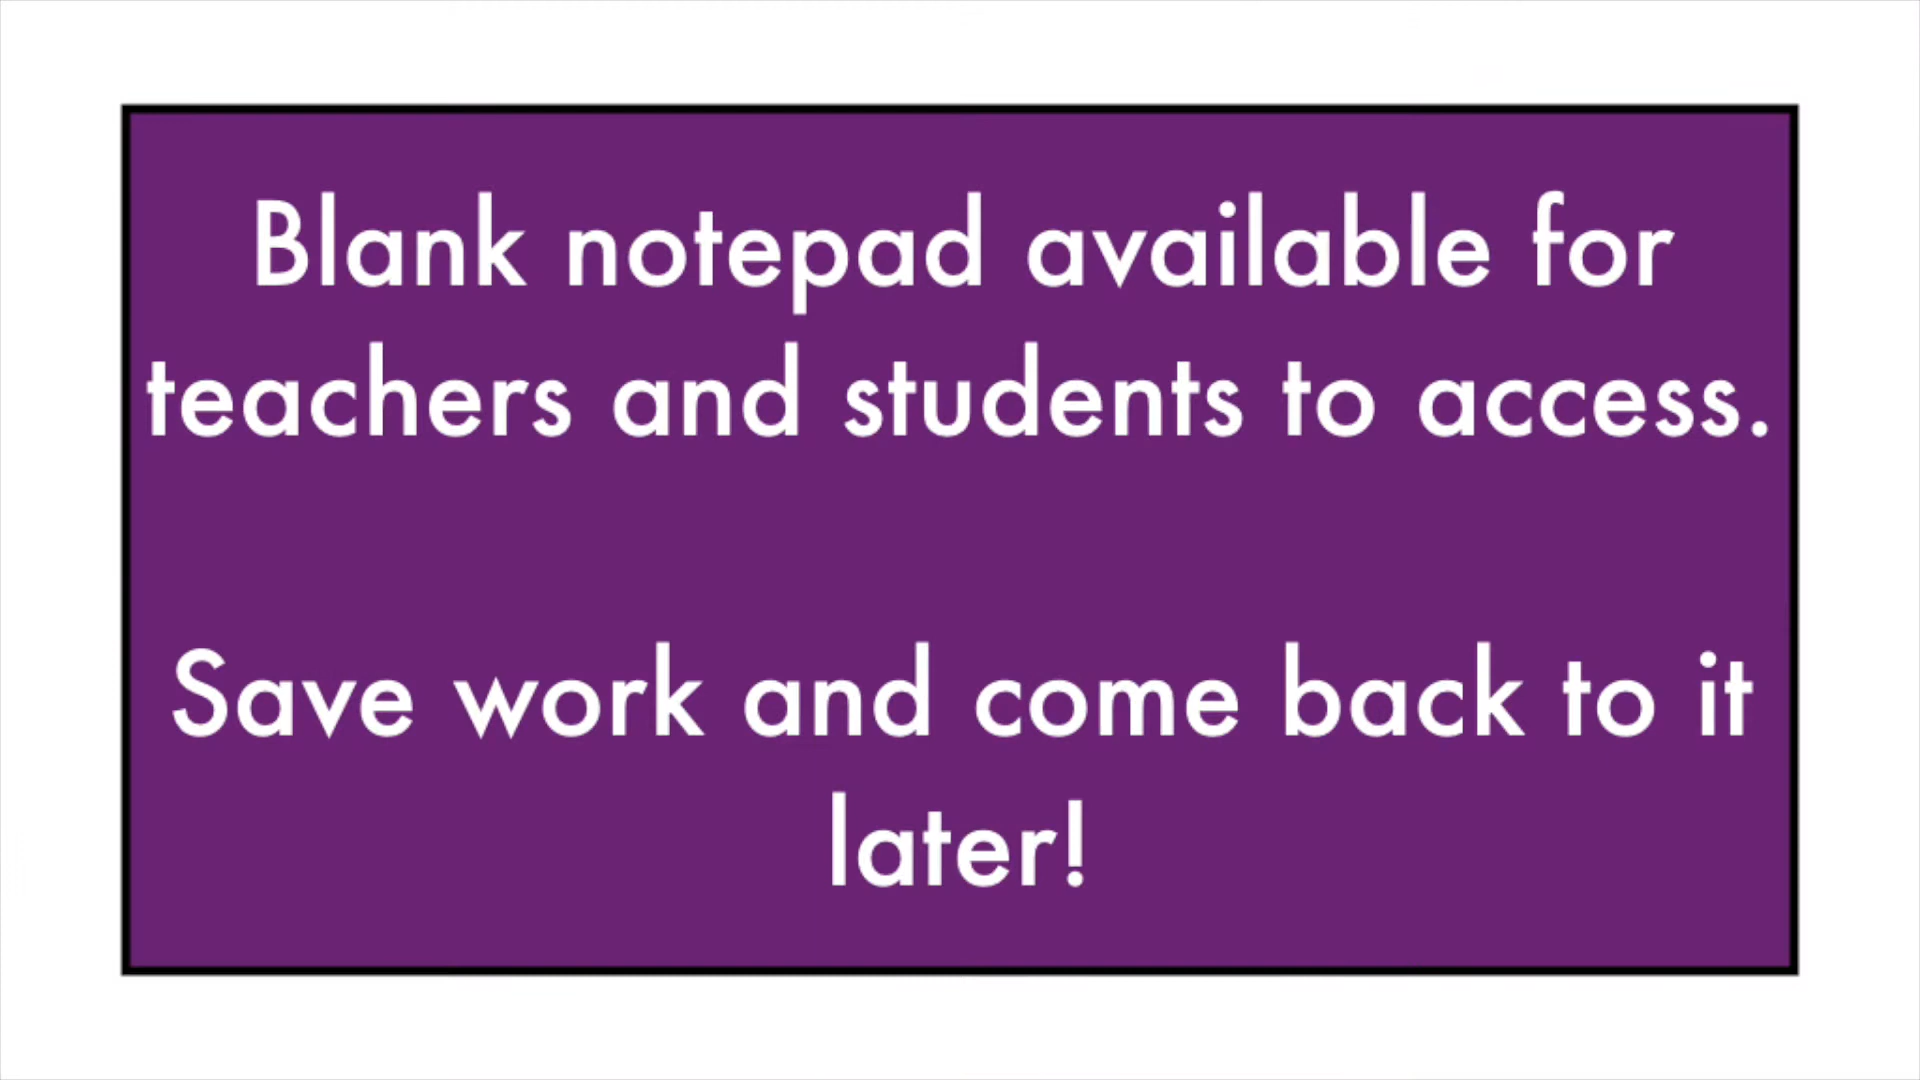 Blank notepad available for
teachers and students to access.
Save work and come back to it
later!